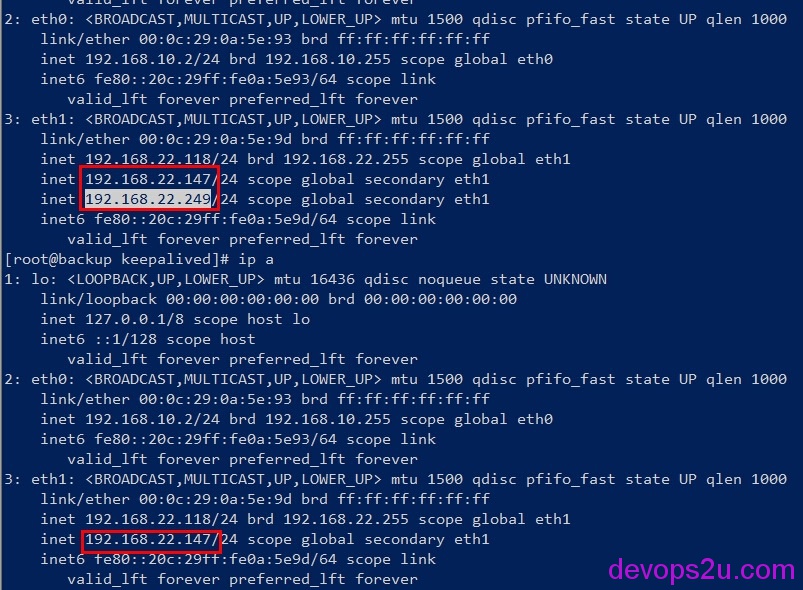 valid_lft forever preferred_lft forever
2: eth0: <BROADCAST,MULTICAST,UP,LOWER_UP> mtu 1500 qdisc pfifo_fast state UP qlen 1000
link/ether 00:0c:29:0a:5e:93 brd ff:ff:ff:ff:ff:ff
inet 192.168.10.2/24 brd 192.168.10.255 scope global eth0
inet6 fe80::20c:29ff:fe0a:5e93/64 scope link
valid_lft forever preferred_lft forever
3: eth1: <BROADCAST,MULTICAST,UP,LOWER_UP> mtu 1500 qdisc pfifo_fast state UP qlen 1000
link/ether 00:0c:29:0a:5e:9d brd ff:ff:ff:ff:ff:ff
inet 192.168.22.118/24 brd 192.168.22.255 scope global eth1
inet 192.168.22.147/24 scope global secondary eth1
inet 192.168.22.249/24 scope global secondary eth1
inet6 fe80::20c:29ff:fe0a:5e9d/64 scope link
valid_lft forever preferred_lft forever
[root@backup keepalived]# ip a
1: lo: <LOOPBACK,UP,LOWER_UP> mtu 16436 qdisc noqueue state UNKNOWN
link/loopback 00:00:00:00:00:00 brd 00:00:00:00:00:00
inet 127.0.0.1/8 scope host lo
inet6 ::1/128 scope host
valid_lft forever preferred_lft forever
2: eth0: <BROADCAST,MULTICAST,UP,LOWER_UP> mtu 1500 qdisc pfifo_fast state UP qlen 1000
link/ether 00:0c:29:0a:5e:93 brd ff:ff:ff:ff:ff:ff
inet 192.168.10.2/24 brd 192.168.10.255 scope global eth0
inet6 fe80::20c:29ff:fe0a:5e93/64 scope link
valid_lft forever preferred_lft forever
3: eth1: <BROADCAST,MULTICAST,UP,LOWER_UP> mtu 1500 qdisc pfifo_fast state UP qlen 1000
link/ether 00:0c:29:0a:5e:9d brd ff:ff:ff:ff:ff:ff
inet 192.168.22.118/24 brd 192.168.22.255 scope global eth1
inet 192.168.22.147/24 scope global secondary eth1
inet6 fe80::20c:29ff:fe0a:5e9d/64 scope link
valid_lft forever preferred_lft forever
devops2u.com